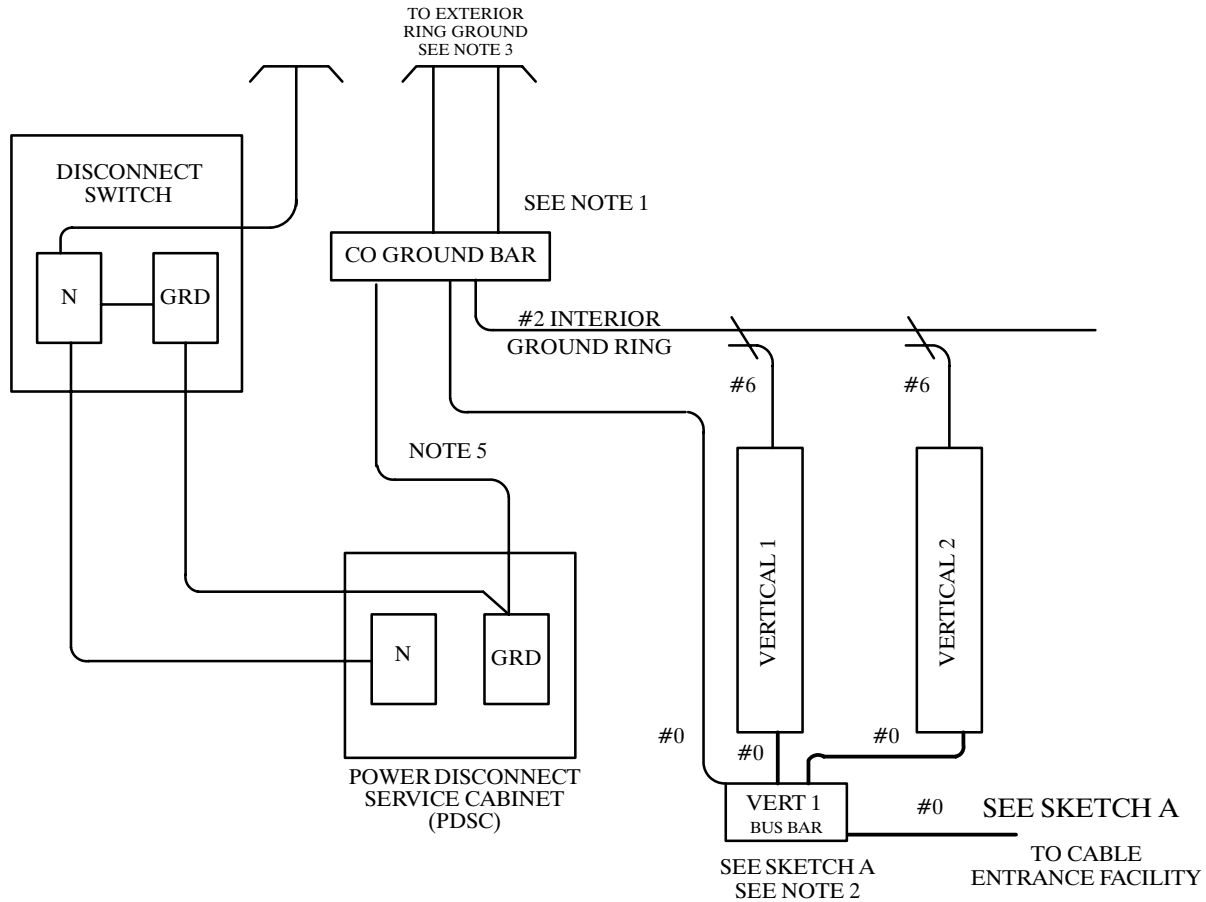 TO EXTERIOR
RING GROUND
SEE NOTE 3
DISCONNECT
SWITCH
SEE NOTE 1
CO GROUND BAR
N
GRD
#2 INTERIOR
GROUND RING
#6
#6
NOTE 5
VERTICAL 1
VERTICAL 2
N
GRD
#0
#0
#0
POWER DISCONNECT
SERVICE CABINET
(PDSC)
VERT 1
BUS BAR
#0
SEE SKETCH A
SEE SKETCH A
SEE NOTE 2
TO CABLE
ENTRANCE FACILITY